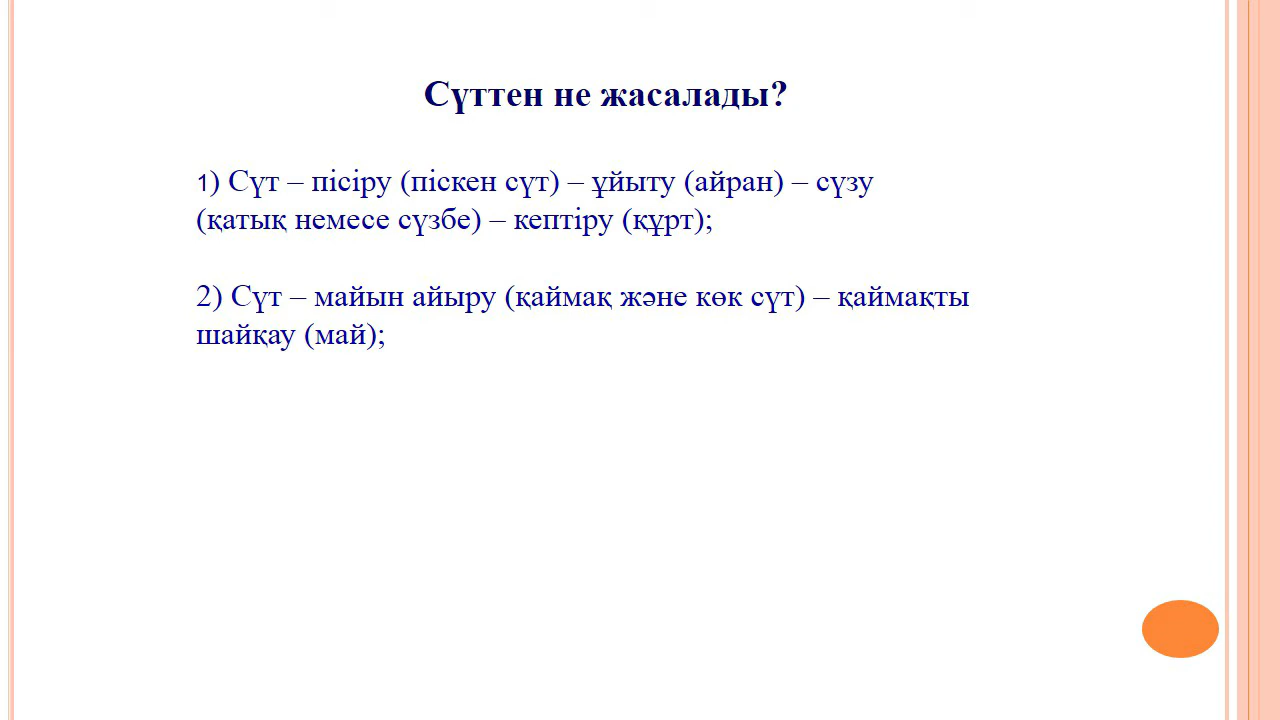 Сүттен не жасалады?
1) Сүт – пісіру (піскен сүт) – ұйыту (айран) – сүзу
(қатық немесе сүзбе) – кептіру (құрт);
2) Сүт – майын айыру (қаймақ және көк сүт) – қаймақты
шайқау (май);